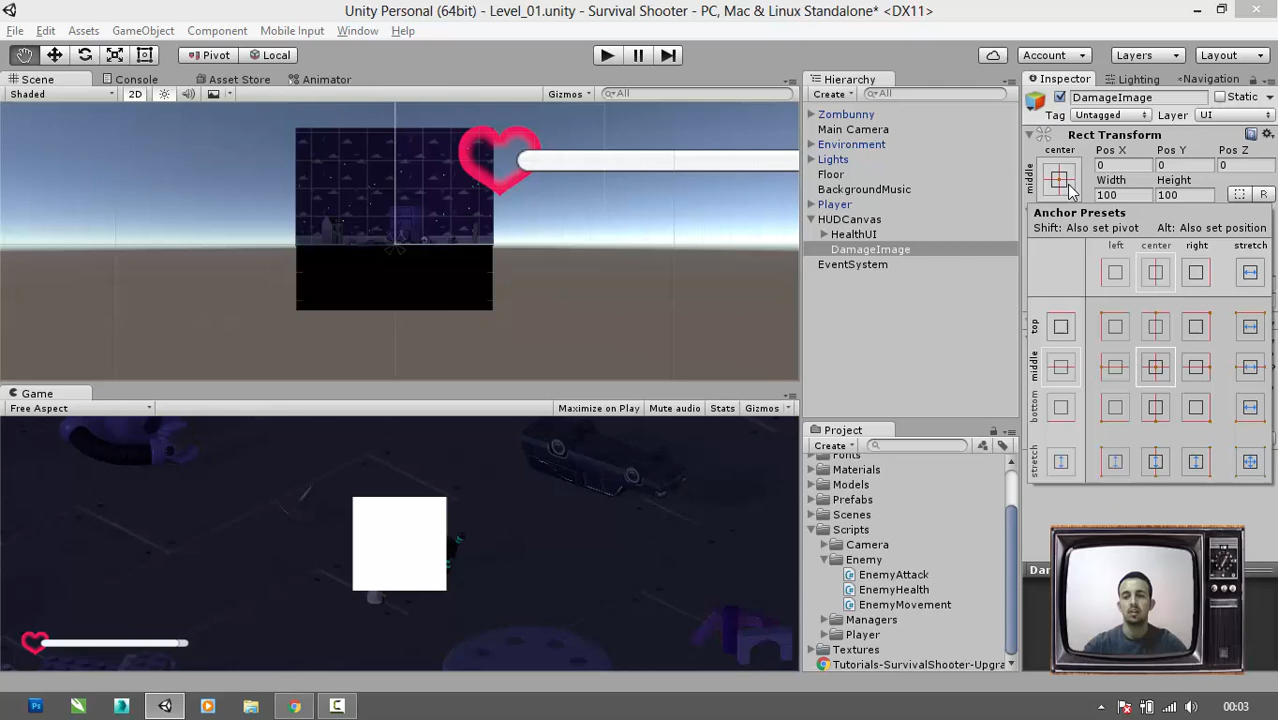 Unity Personal (64bit) - Level_01.unity - Survival Shooter - PC, Mac & Linux Standalone* <DX11>
File Edit Assets GameObject Component Mobile Input Window Help
Pivot Local Account Layers Layout
Scene Console Asset Store Animator
Shaded 2D Gizmos All
Hierarchy
Create All
Zombunny
Main Camera
Environment
Lights
Floor
BackgroundMusic
Player
HUDCanvas
HealthUI
DamageImage
EventSystem
Inspector Lighting Navigation
DamageImage Static
Tag Untagged Layer UI
Rect Transform
center Pos X Pos Y Pos Z
middle 0 0 0
Width Height
100 100 R
Anchor Presets
Shift: Also set pivot Alt: Also set position
left center right stretch
top
middle
bottom
stretch
Game
Free Aspect Maximize on Play Mute audio Stats Gizmos
Project
Create
Fonts
Materials
Models
Prefabs
Scenes
Scripts
Camera
Enemy
EnemyAttack
EnemyHealth
EnemyMovement
Managers
Player
Textures
Tutorials-SurvivalShooter-Upgra
Da
Ps
00:03